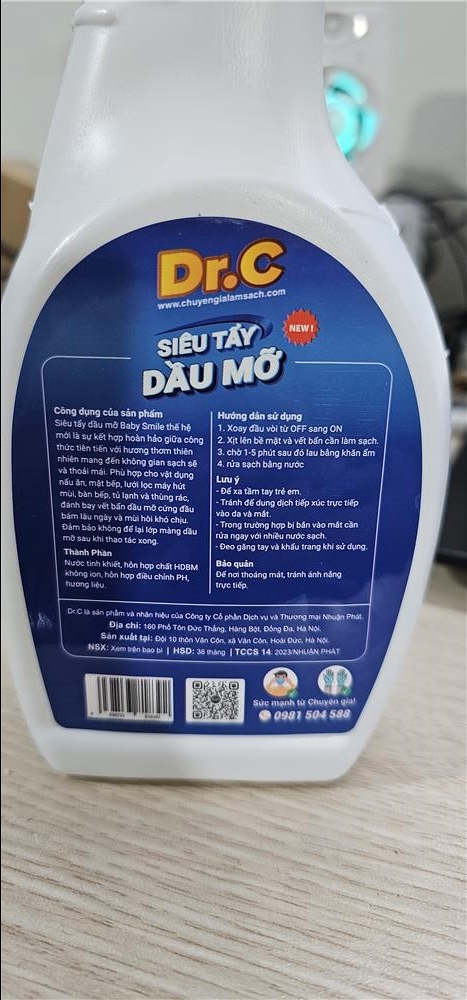 Dr.C
www.chuyengialamsach.com
SIÊU TẨY
DẦU MỠ
NEW!
Công dụng của sản phẩm
Siêu tẩy dầu mỡ Baby Smile thế hệ
mới là sự kết hợp hoàn hảo giữa công
thức tiên tiến với hương thơm thiên
nhiên mang đến không gian sạch sẽ
và thoải mái. Phù hợp cho vật dụng
nấu ăn, mặt bếp, lưới lọc máy hút
mùi, bàn bếp, tủ lạnh và thùng rác,
đánh bay vết bẩn dầu mỡ cứng đầu
bám lâu ngày và mùi hôi khó chịu.
Đảm bảo không để lại lớp màng dầu
mỡ sau khi thao tác xong.
Thành Phần
Nước tinh khiết, hỗn hợp chất HDBM
không ion, hỗn hợp điều chỉnh PH,
hương liệu.
Hướng dẫn sử dụng
1. Xoay đầu vòi từ OFF sang ON
2. Xịt lên bề mặt và vết bẩn cần làm sạch.
3. chờ 1-5 phút sau đó lau bằng khăn ẩm
4. rửa sạch bằng nước
Lưu ý
- Để xa tầm tay trẻ em.
- Tránh để dung dịch tiếp xúc trực tiếp
vào da và mắt.
- Trong trường hợp bị bắn vào mắt cần
rửa ngay với nhiều nước sạch.
- Đeo găng tay và khẩu trang khi sử dụng.
Bảo quản
Để nơi thoáng mát, tránh ánh nắng
trực tiếp.
Dr.C là sản phẩm và nhãn hiệu của Công ty Cổ phần Dịch vụ và Thương mại Nhuận Phát.
Địa chỉ: 160 Phố Tôn Đức Thắng, Hàng Bột, Đống Đa, Hà Nội.
Sản xuất tại: Đội 10 thôn Vân Côn, xã Vân Côn, Hoài Đức, Hà Nội.
NSX: Xem trên bao bì | HSD: 36 tháng | TCCS 14: 2023/NHUẬN PHÁT
Sức mạnh từ Chuyên gia!
0981 504 588